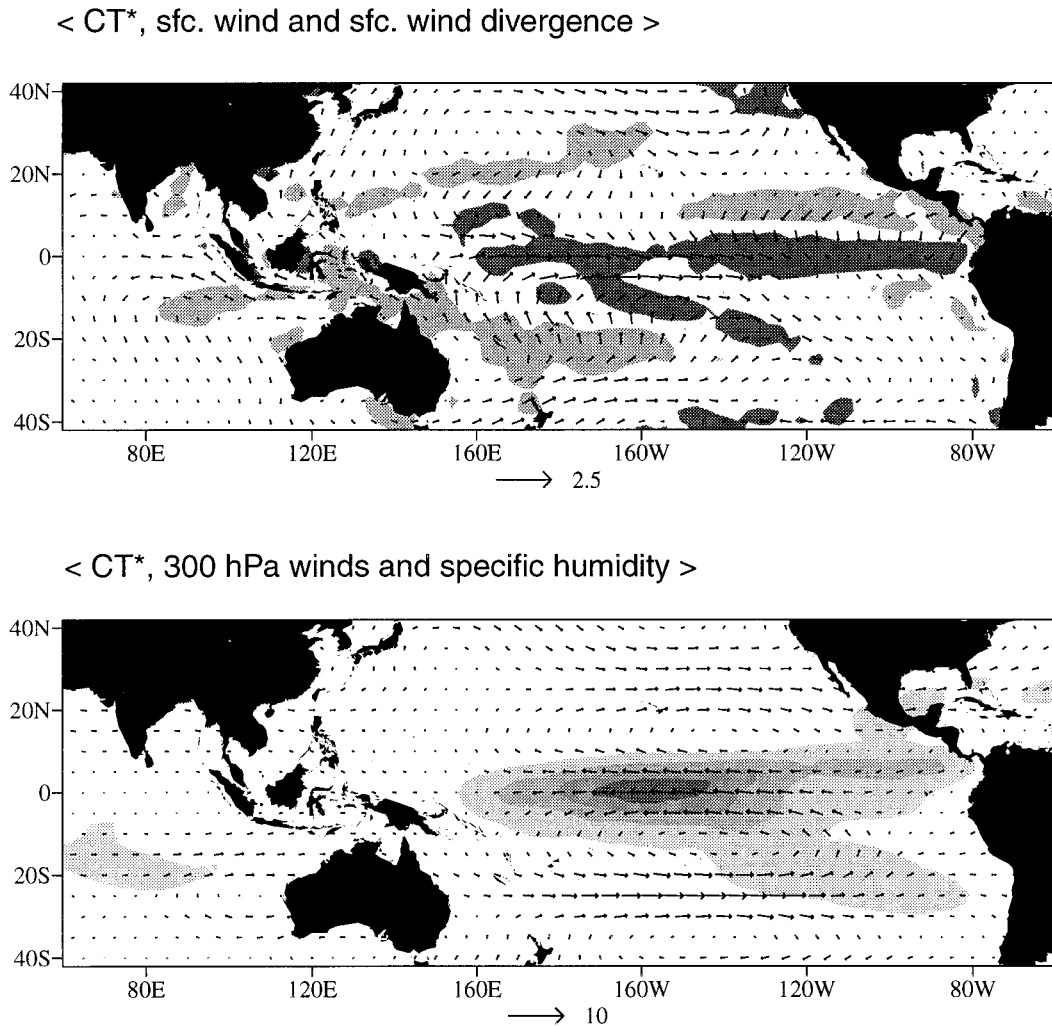 < CT*, sfc. wind and sfc. wind divergence >
40N
20N
0
20S
40S
80E 120E 160E 160W 120W 80W
2.5
< CT*, 300 hPa winds and specific humidity >
40N
20N
0
20S
40S
80E 120E 160E 160W 120W 80W
10